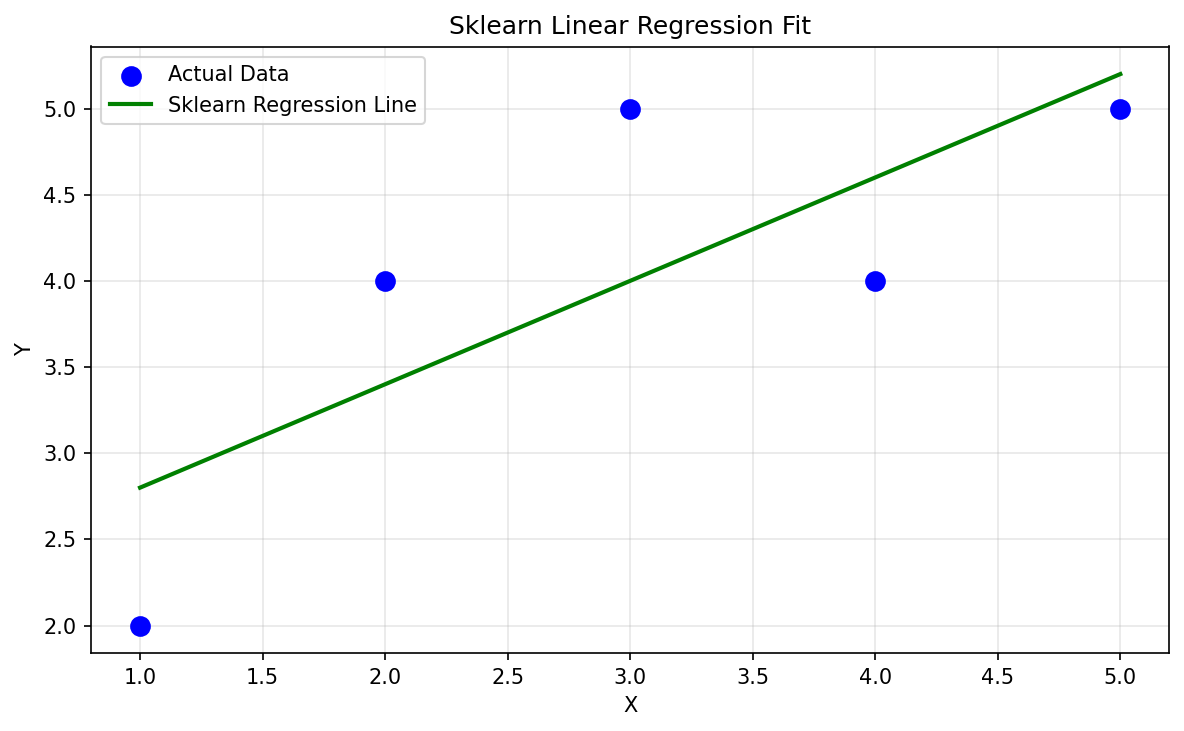 Sklearn Linear Regression Fit
Actual Data
Sklearn Regression Line
5.0
4.5
4.0
3.5
3.0
2.5
2.0
Y
1.0 1.5 2.0 2.5 3.0 3.5 4.0 4.5 5.0
X